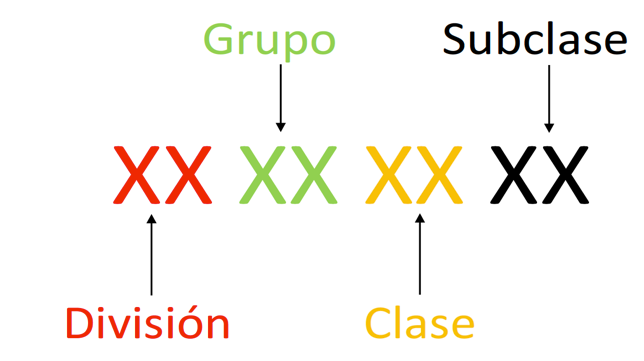 Grupo Subclase
XX XX XX XX
División Clase